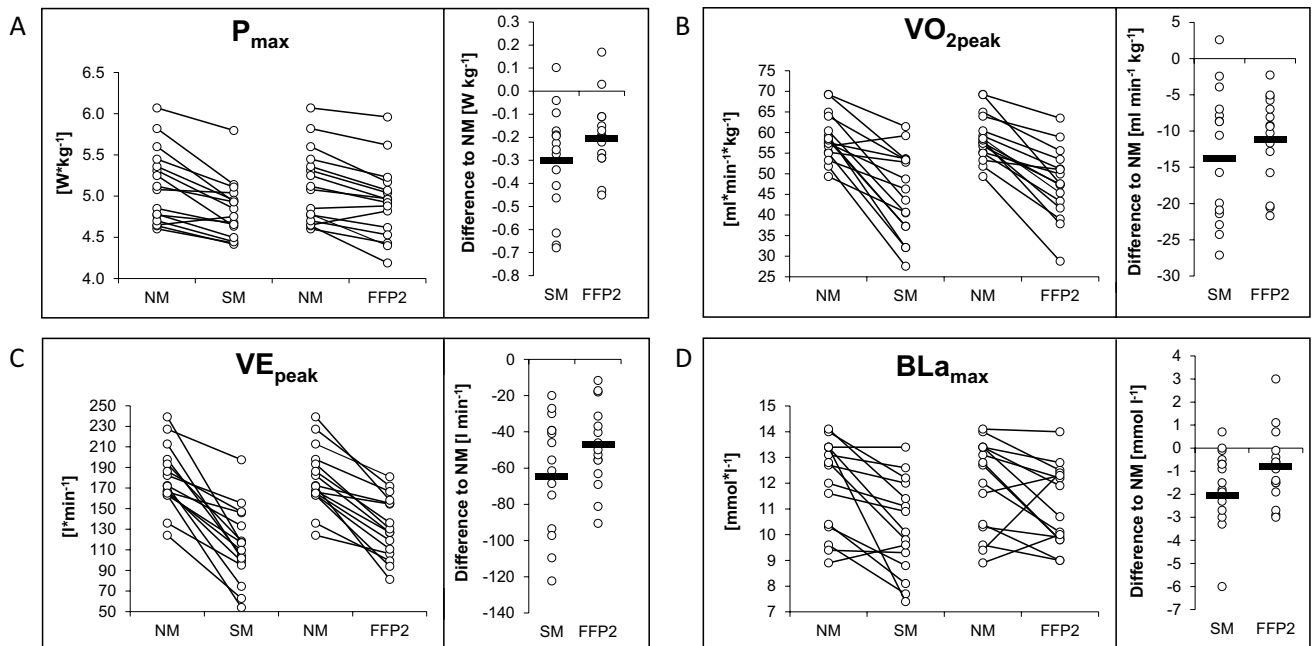 A
P_max
[W*kg⁻¹]
6.5
6.0
5.5
5.0
4.5
4.0
NM
SM
NM
FFP2
Difference to NM [W kg⁻¹]
0.3
0.2
0.1
0.0
-0.1
-0.2
-0.3
-0.4
-0.5
-0.6
-0.7
-0.8
SM
FFP2
B
VO_2peak
[ml*min⁻¹*kg⁻¹]
75
70
65
60
55
50
45
40
35
30
25
NM
SM
NM
FFP2
Difference to NM [ml min⁻¹ kg⁻¹]
5
0
-5
-10
-15
-20
-25
-30
SM
FFP2
C
VE_peak
[l*min⁻¹]
250
230
210
190
170
150
130
110
90
70
50
NM
SM
NM
FFP2
Difference to NM [l min⁻¹]
0
-20
-40
-60
-80
-100
-120
-140
SM
FFP2
D
BLa_max
[mmol*l⁻¹]
15
14
13
12
11
10
9
8
7
NM
SM
NM
FFP2
Difference to NM [mmol l⁻¹]
4
3
2
1
0
-1
-2
-3
-4
-5
-6
-7
SM
FFP2